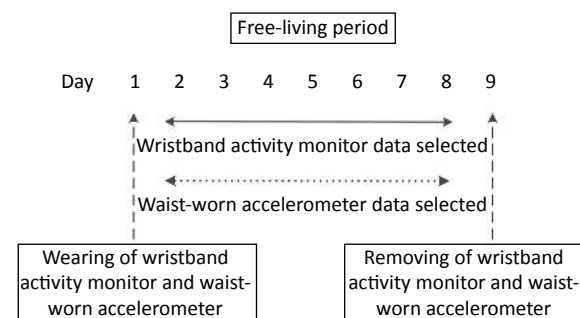 Free-living period
Day 1 2 3 4 5 6 7 8 9
Wristband activity monitor data selected
Waist-worn accelerometer data selected
Wearing of wristband
activity monitor and waist-
worn accelerometer
Removing of wristband
activity monitor and waist-
worn accelerometer